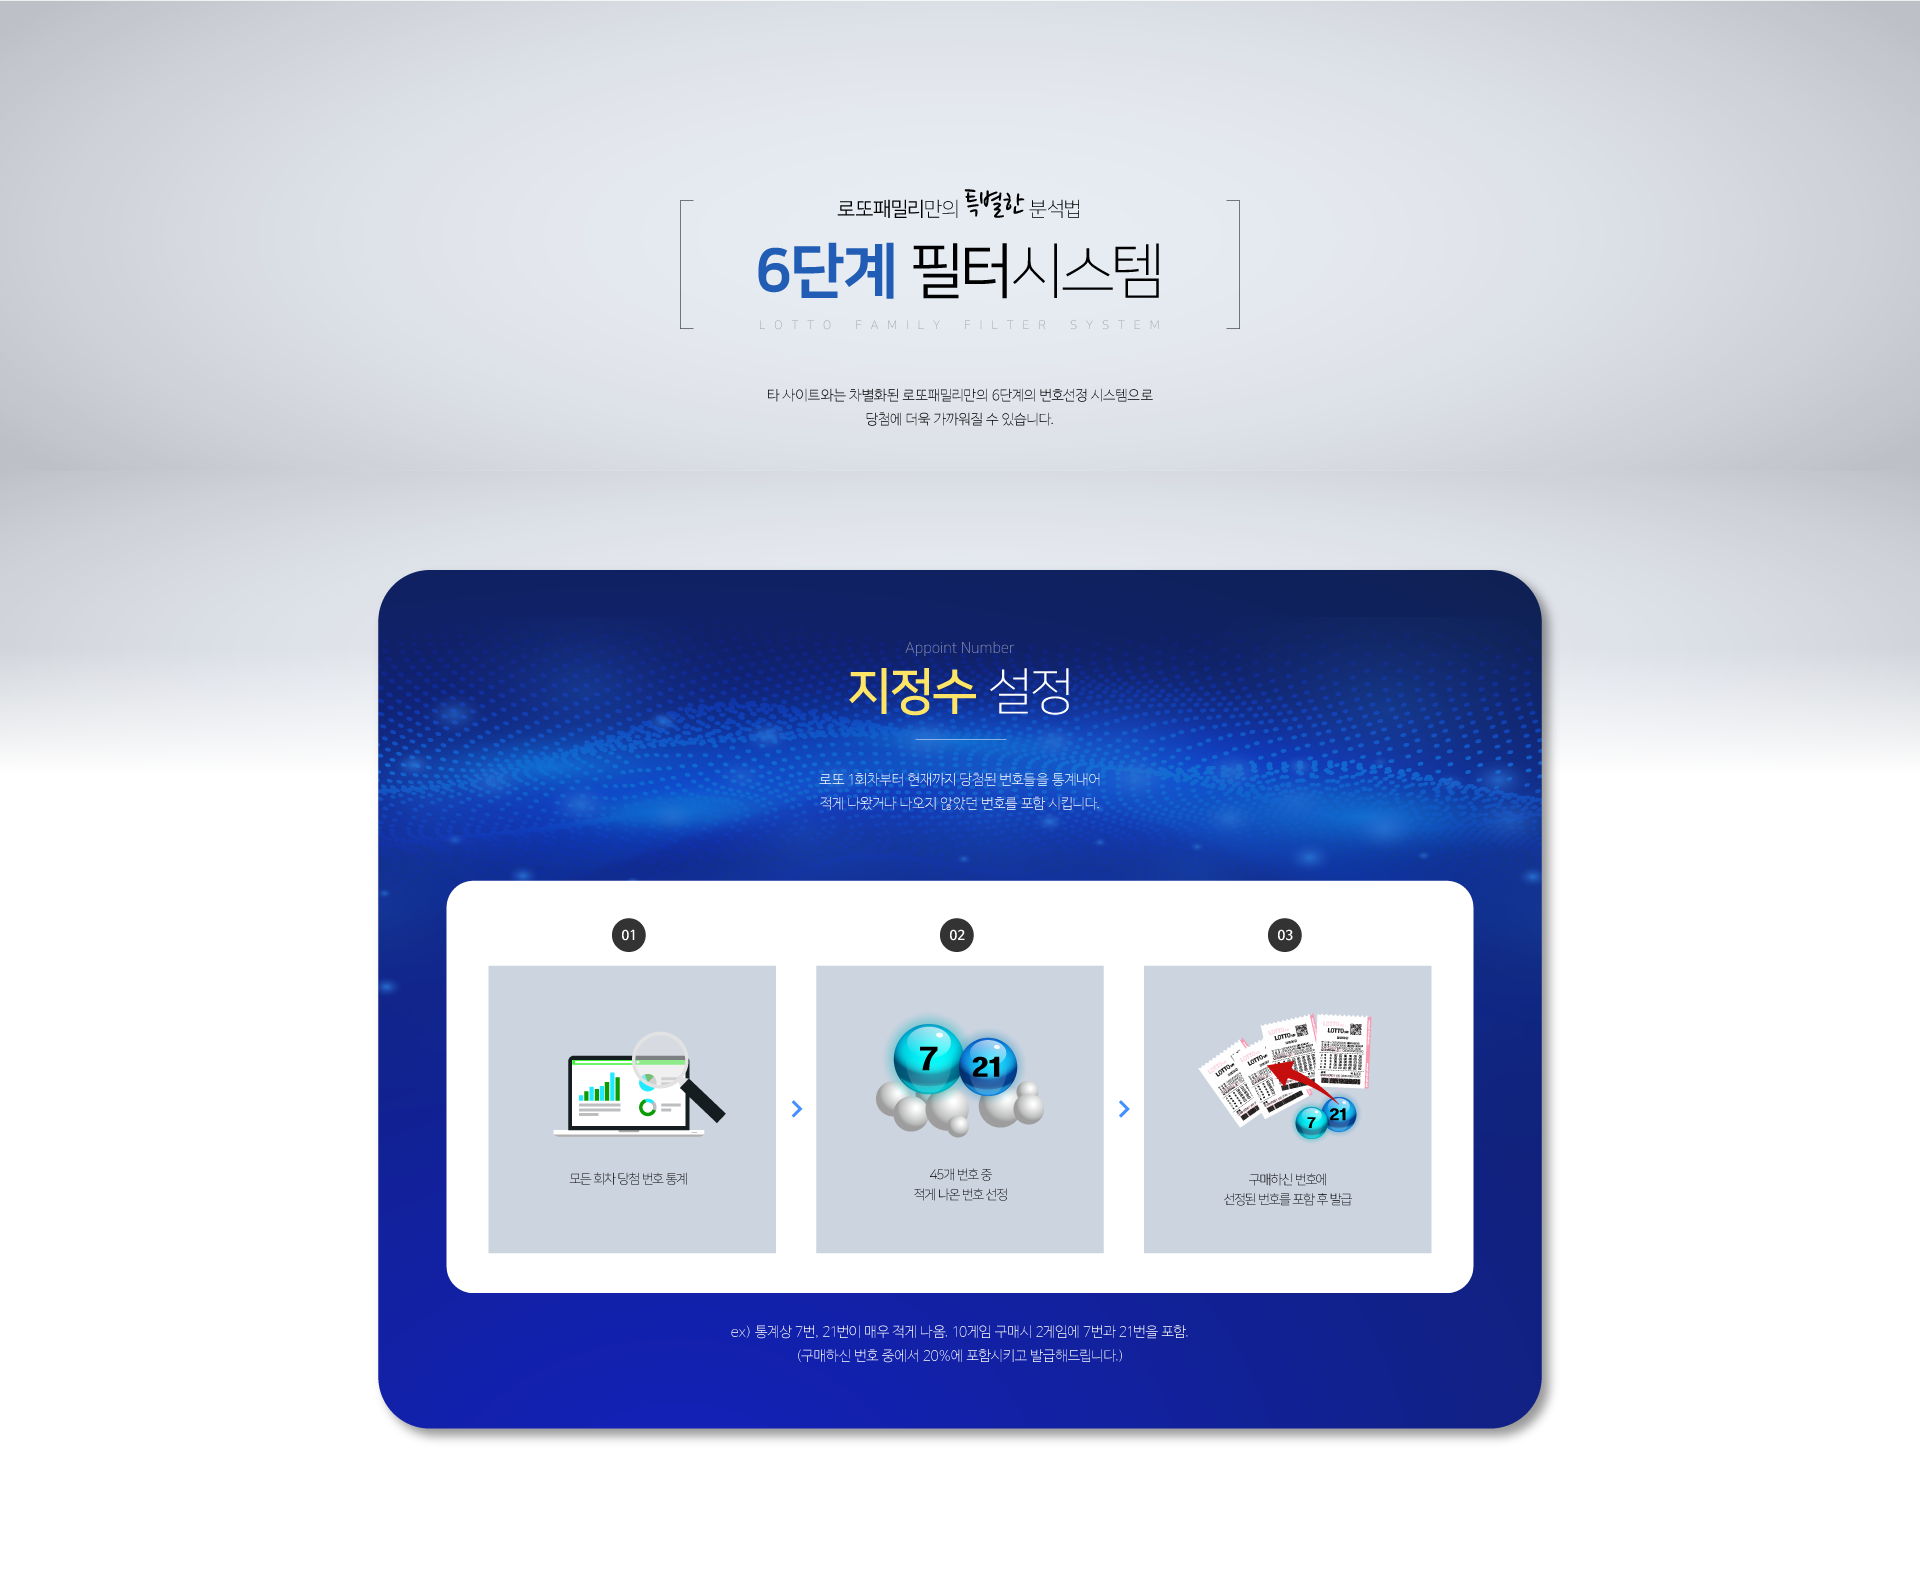 로또패밀리만의 특별한 분석법
6단계 필터시스템
LOTTO FAMILY FILTER SYSTEM
타 사이트와는 차별화된 로또패밀리만의 6단계의 번호선정 시스템으로
당첨에 더욱 가까워질 수 있습니다.
Appoint Number
지정수 설정
로또 1회차부터 현재까지 당첨된 번호들을 통계내어
적게 나왔거나 나오지 않았던 번호를 포함 시킵니다.
01
02
03
7
21
LOTTO
LOTTO
LOTTO
LOTTO
7
21
모든 회차 당첨 번호 통계
45개 번호 중
적게 나온 번호 선정
구매하신 번호에
선정된 번호를 포함 후 발급
ex) 통계상 7번, 21번이 매우 적게 나옴. 10게임 구매시 2게임에 7번과 21번을 포함.
(구매하신 번호 중에서 20%에 포함시키고 발급해드립니다.)